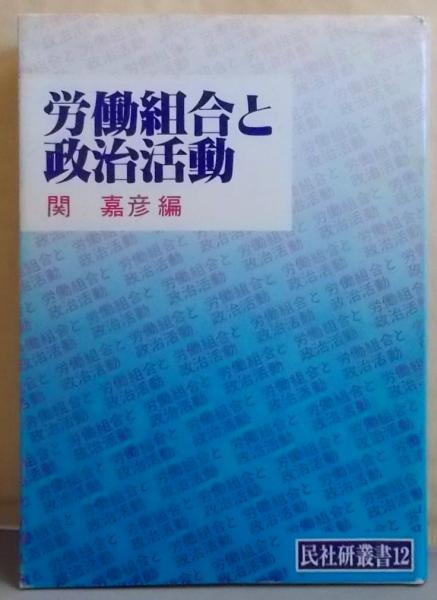 労働組合と
政治活動
関 嘉彦編
民社研叢書12